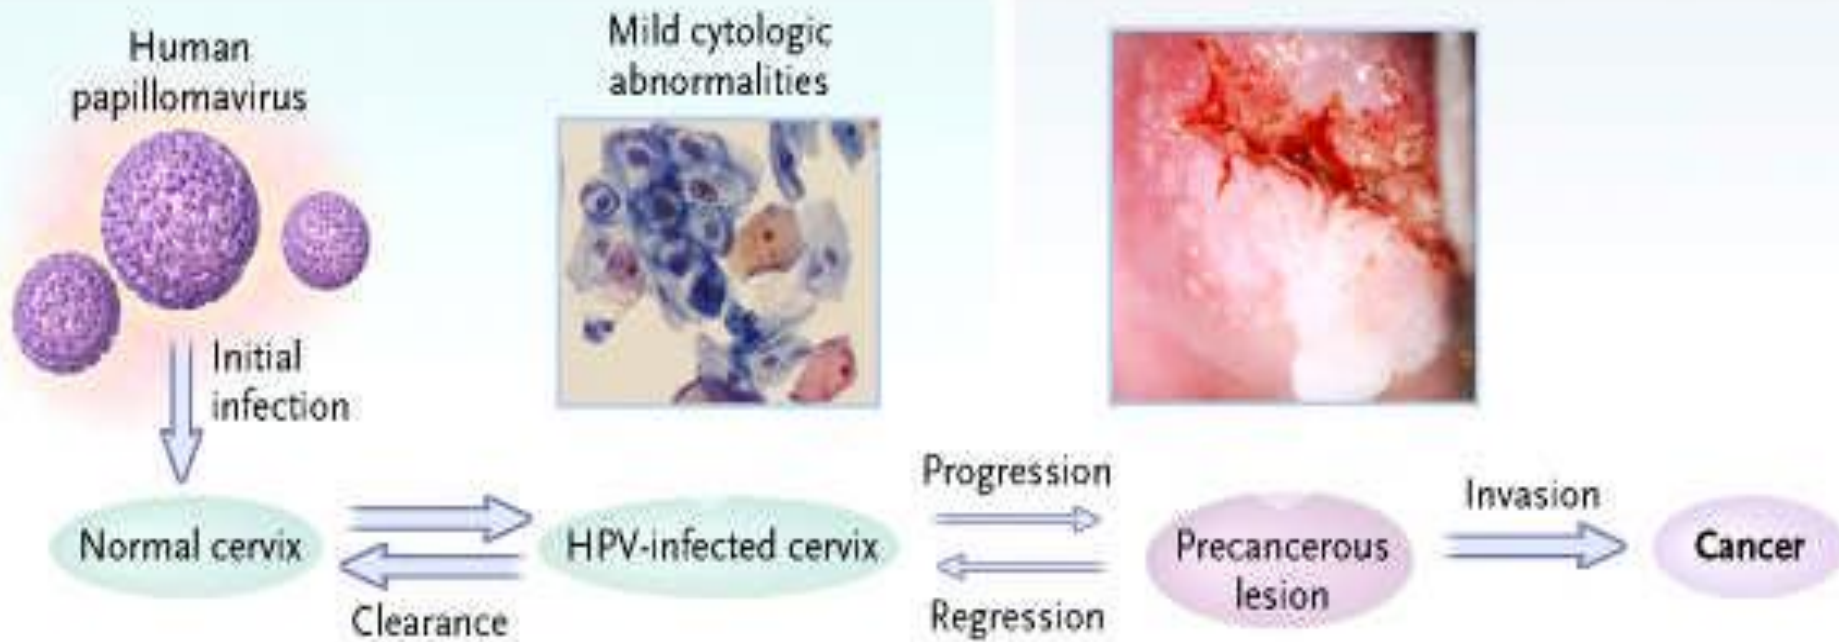 Human
papillomavirus
Mild cytologic
abnormalities
Initial
infection
Normal cervix
Clearance
HPV-infected cervix
Progression
Regression
Precancerous
lesion
Invasion
Cancer